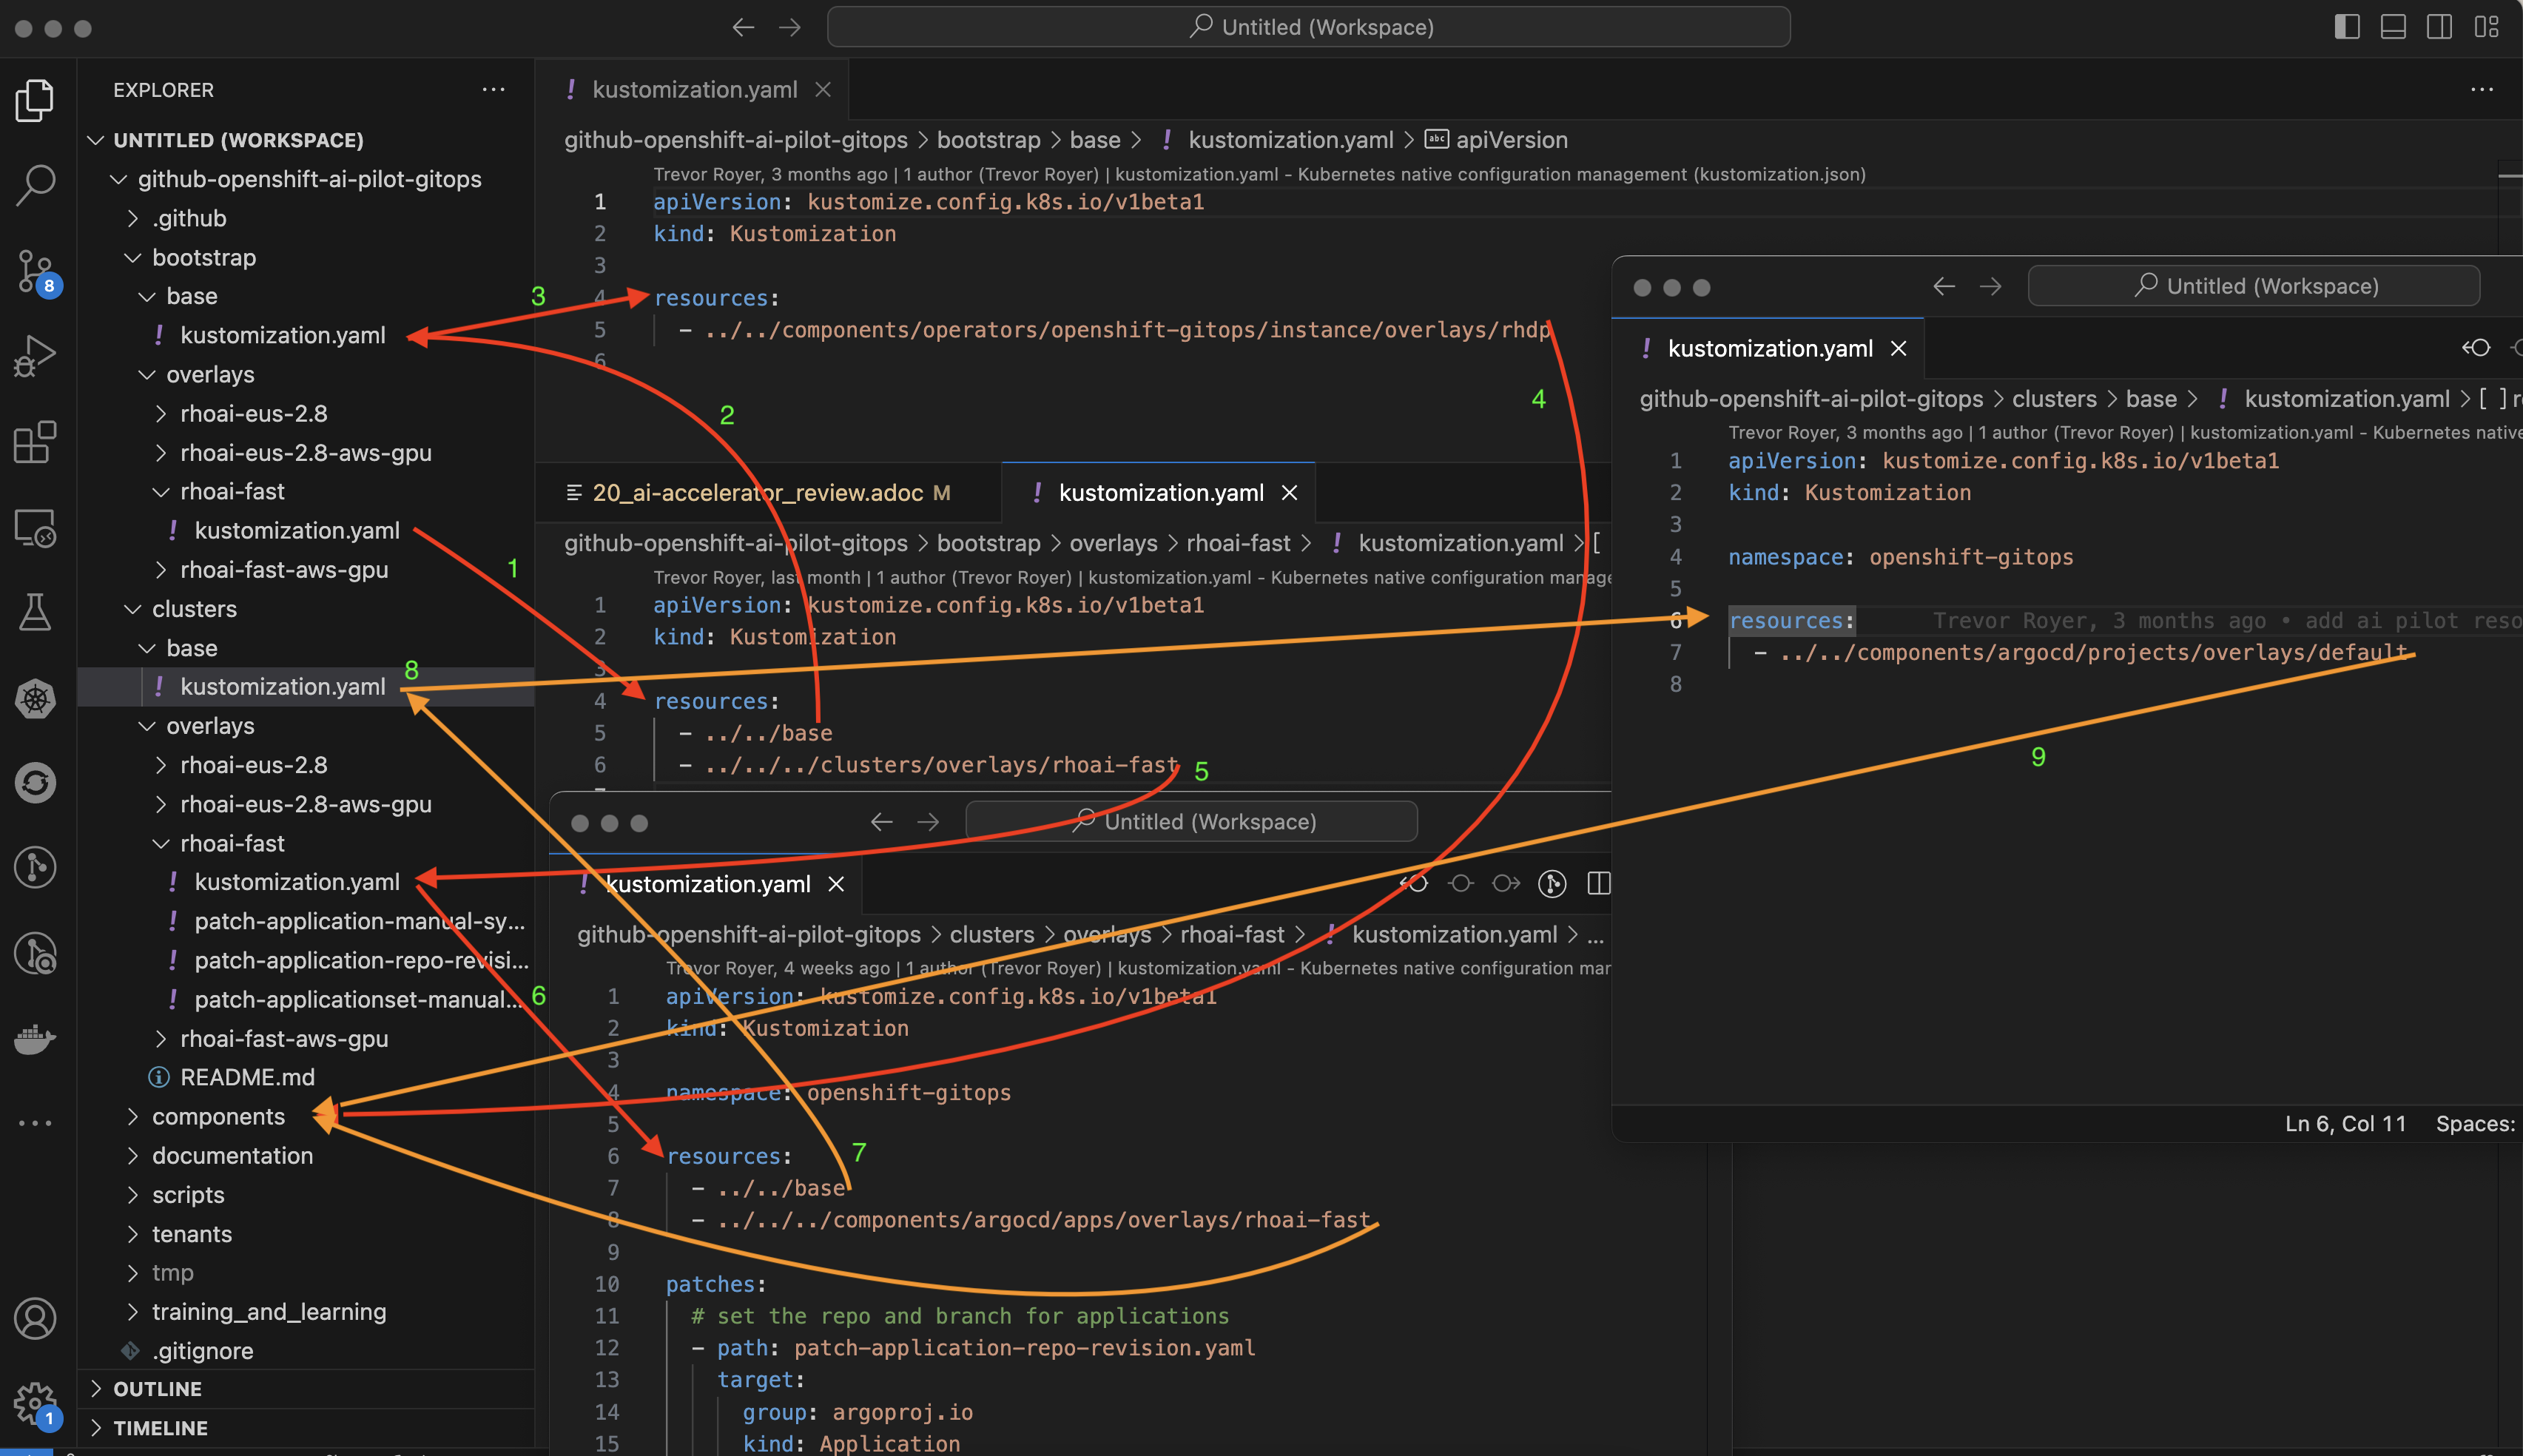 Untitled (Workspace)
EXPLORER
UNTITLED (WORKSPACE)
github-openshift-ai-pilot-gitops
.github
bootstrap
base
kustomization.yaml
overlays
rhoai-eus-2.8
rhoai-eus-2.8-aws-gpu
rhoai-fast
kustomization.yaml
rhoai-fast-aws-gpu
clusters
base
kustomization.yaml
overlays
rhoai-eus-2.8
rhoai-eus-2.8-aws-gpu
rhoai-fast
kustomization.yaml
patch-application-manual-sy...
patch-application-repo-revisi...
patch-applicationset-manual...
rhoai-fast-aws-gpu
README.md
components
documentation
scripts
tenants
tmp
training_and_learning
.gitignore
OUTLINE
TIMELINE
8
1
kustomization.yaml
github-openshift-ai-pilot-gitops > bootstrap > base > ! kustomization.yaml > abc apiVersion
Trevor Royer, 3 months ago | 1 author (Trevor Royer) | kustomization.yaml - Kubernetes native configuration management (kustomization.json)
1 apiVersion: kustomize.config.k8s.io/v1beta1
2 kind: Kustomization
3
4 resources:
5 - ../../components/operators/openshift-gitops/instance/overlays/rhdp
6
20_ai-accelerator_review.adoc M
! kustomization.yaml
github-openshift-ai-pilot-gitops > bootstrap > overlays > rhoai-fast > ! kustomization.yaml > [
Trevor Royer, last month | 1 author (Trevor Royer) | kustomization.yaml - Kubernetes native configuration manage
1 apiVersion: kustomize.config.k8s.io/v1beta1
2 kind: Kustomization
3
4 resources:
5 - ../../base
6 - ../../../clusters/overlays/rhoai-fast
Untitled (Workspace)
! kustomization.yaml
github-openshift-ai-pilot-gitops > clusters > overlays > rhoai-fast > ! kustomization.yaml > ...
Trevor Royer, 4 weeks ago | 1 author (Trevor Royer) | kustomization.yaml - Kubernetes native configuration mar
1 apiVersion: kustomize.config.k8s.io/v1beta1
2 kind: Kustomization
3
4 namespace: openshift-gitops
5
6 resources:
7 - ../../base
8 - ../../../components/argocd/apps/overlays/rhoai-fast
9
10 patches:
11 # set the repo and branch for applications
12 - path: patch-application-repo-revision.yaml
13 target:
14 group: argoproj.io
15 kind: Application
Untitled (Workspace)
! kustomization.yaml
github-openshift-ai-pilot-gitops > clusters > base > ! kustomization.yaml > [ ] r
Trevor Royer, 3 months ago | 1 author (Trevor Royer) | kustomization.yaml - Kubernetes native
1 apiVersion: kustomize.config.k8s.io/v1beta1
2 kind: Kustomization
3
4 namespace: openshift-gitops
5
6 resources: Trevor Royer, 3 months ago • add ai pilot reso
7 - ../../components/argocd/projects/overlays/default
8
Ln 6, Col 11 Spaces:
1
2
3
4
5
6
7
8
9